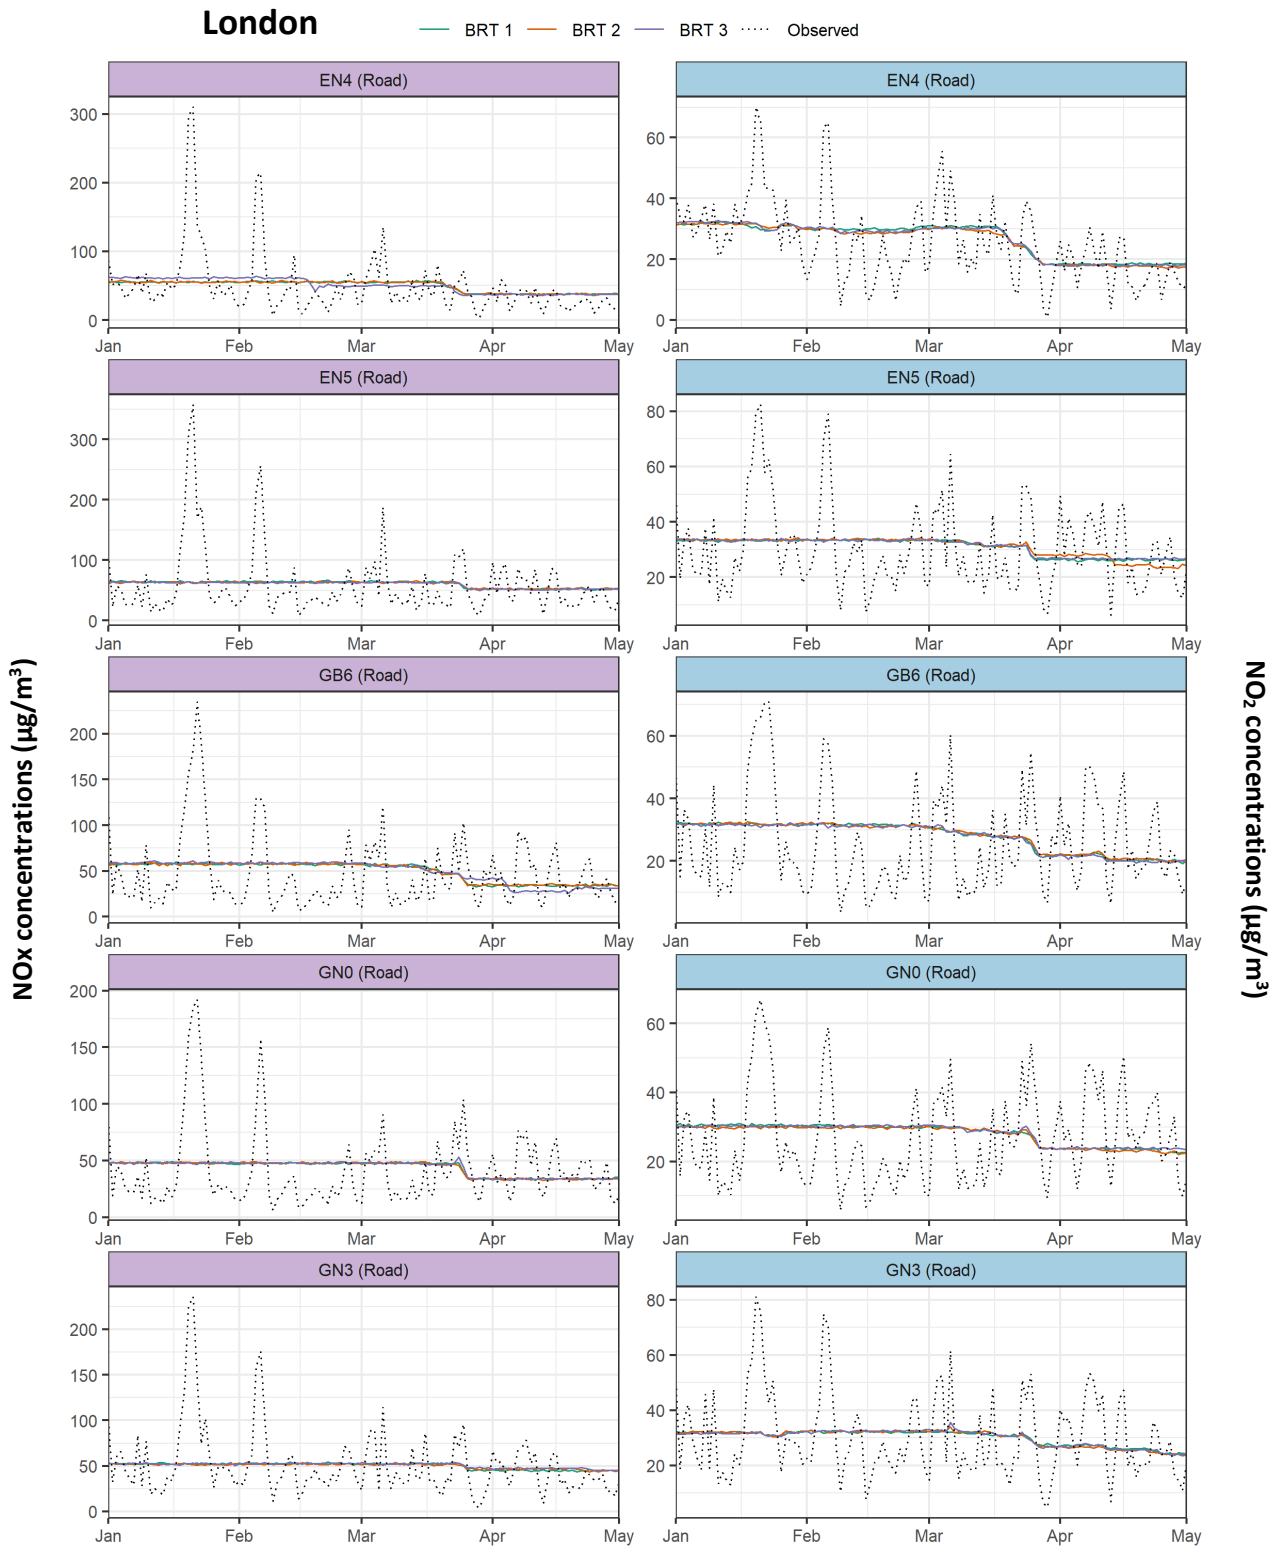 London
BRT 1 BRT 2 BRT 3 Observed
EN4 (Road)
300
200
100
0
Jan Feb Mar Apr May
EN4 (Road)
60
40
20
0
Jan Feb Mar Apr May
EN5 (Road)
300
200
100
0
Jan Feb Mar Apr May
EN5 (Road)
80
60
40
20
Jan Feb Mar Apr May
GB6 (Road)
200
150
100
50
0
Jan Feb Mar Apr May
GB6 (Road)
60
40
20
Jan Feb Mar Apr May
GN0 (Road)
200
150
100
50
0
Jan Feb Mar Apr May
GN0 (Road)
60
40
20
Jan Feb Mar Apr May
GN3 (Road)
200
150
100
50
0
Jan Feb Mar Apr May
GN3 (Road)
80
60
40
20
Jan Feb Mar Apr May
NOx concentrations (µg/m³)
NO₂ concentrations (µg/m³)